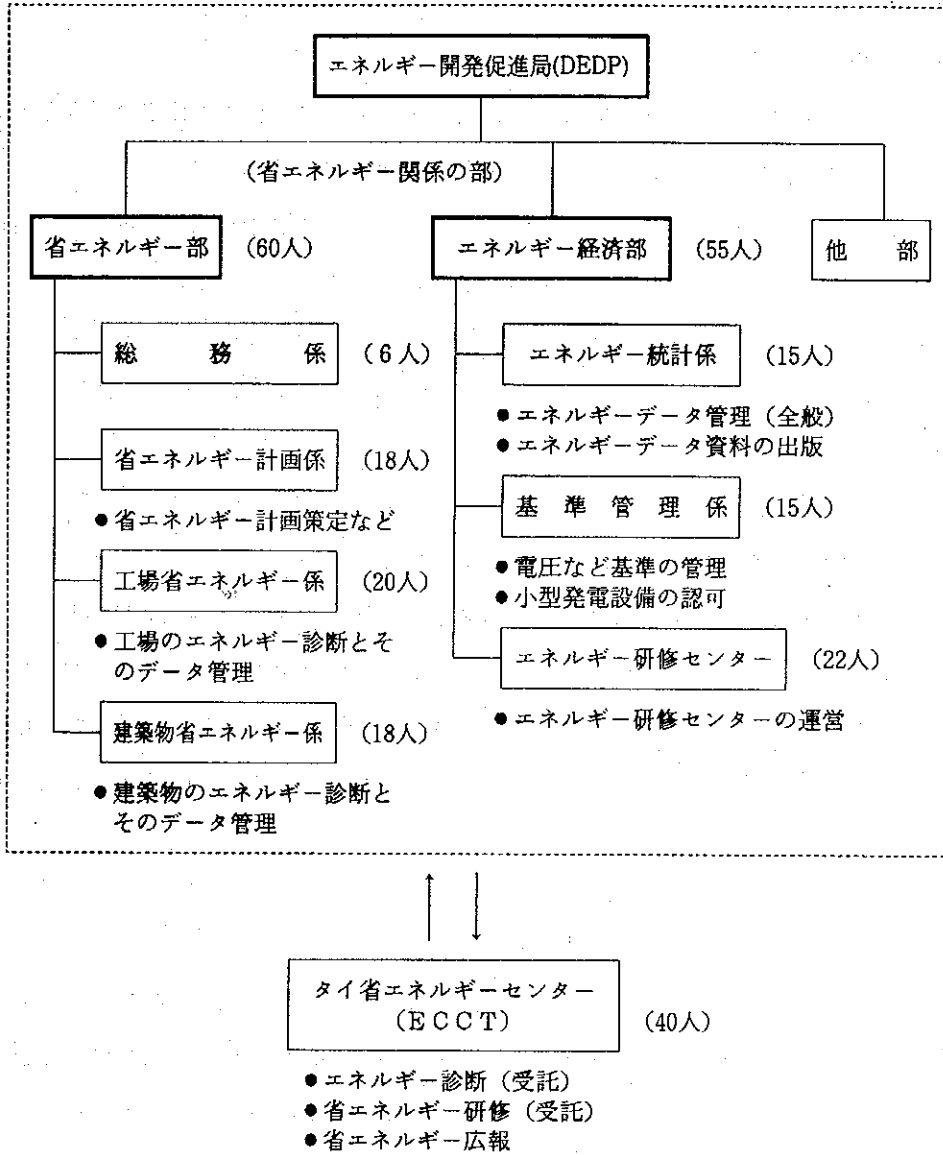 エネルギー開発促進局(DEDP)
(省エネルギー関係の部)
省エネルギー部 (60人)
エネルギー経済部 (55人)
他部
総務係 (6人)
省エネルギー計画係 (18人)
●省エネルギー計画策定など
工場省エネルギー係 (20人)
●工場のエネルギー診断とそ
のデータ管理
建築物省エネルギー係 (18人)
●建築物のエネルギー診断と
そのデータ管理
エネルギー統計係 (15人)
●エネルギーデータ管理(全般)
●エネルギーデータ資料の出版
基準管理係 (15人)
●電圧など基準の管理
●小型発電設備の認可
エネルギー研修センター (22人)
●エネルギー研修センターの運営
タイ省エネルギーセンター
(ECCT) (40人)
●エネルギー診断(受託)
●省エネルギー研修(受託)
●省エネルギー広報